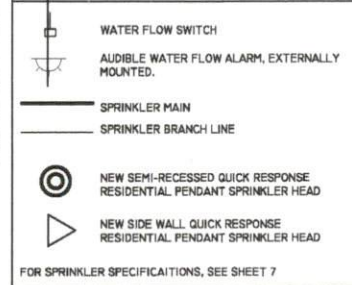 WATER FLOW SWITCH
AUDIBLE WATER FLOW ALARM, EXTERNALLY
MOUNTED.
SPRINKLER MAIN
SPRINKLER BRANCH LINE
NEW SEMI-RECESSED QUICK RESPONSE
RESIDENTIAL PENDANT SPRINKLER HEAD
NEW SIDE WALL QUICK RESPONSE
RESIDENTIAL PENDANT SPRINKLER HEAD
FOR SPRINKLER SPECIFICAITIONS, SEE SHEET 7